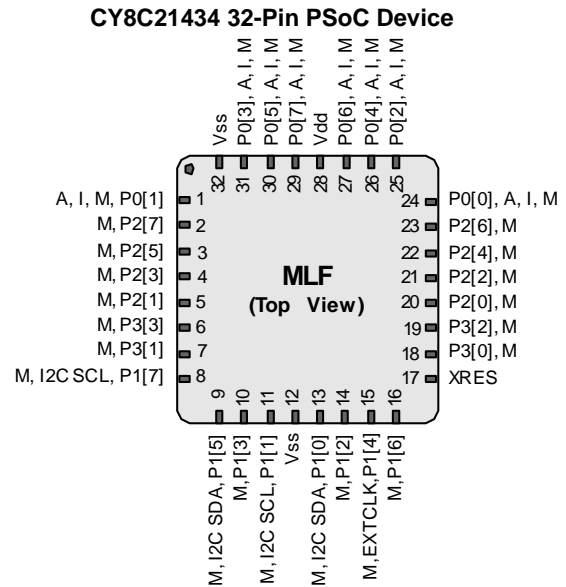 CY8C21434 32-Pin PSoC Device
Vss
P0[3], A, I, M
P0[5], A, I, M
P0[7], A, I, M
Vdd
P0[6], A, I, M
P0[4], A, I, M
P0[2], A, I, M
32
31
30
29
28
27
26
25
A, I, M, P0[1] 1
M, P2[7] 2
M, P2[5] 3
M, P2[3] 4
M, P2[1] 5
M, P3[3] 6
M, P3[1] 7
M, I2C SCL, P1[7] 8
MLF
(Top View)
24 P0[0], A, I, M
23 P2[6], M
22 P2[4], M
21 P2[2], M
20 P2[0], M
19 P3[2], M
18 P3[0], M
17 XRES
9
10
11
12
13
14
15
16
M, I2C SDA, P1[5]
M, P1[3]
M, I2C SCL, P1[1]
Vss
M, I2C SDA, P1[0]
M, P1[2]
M, EXTCLK, P1[4]
M, P1[6]